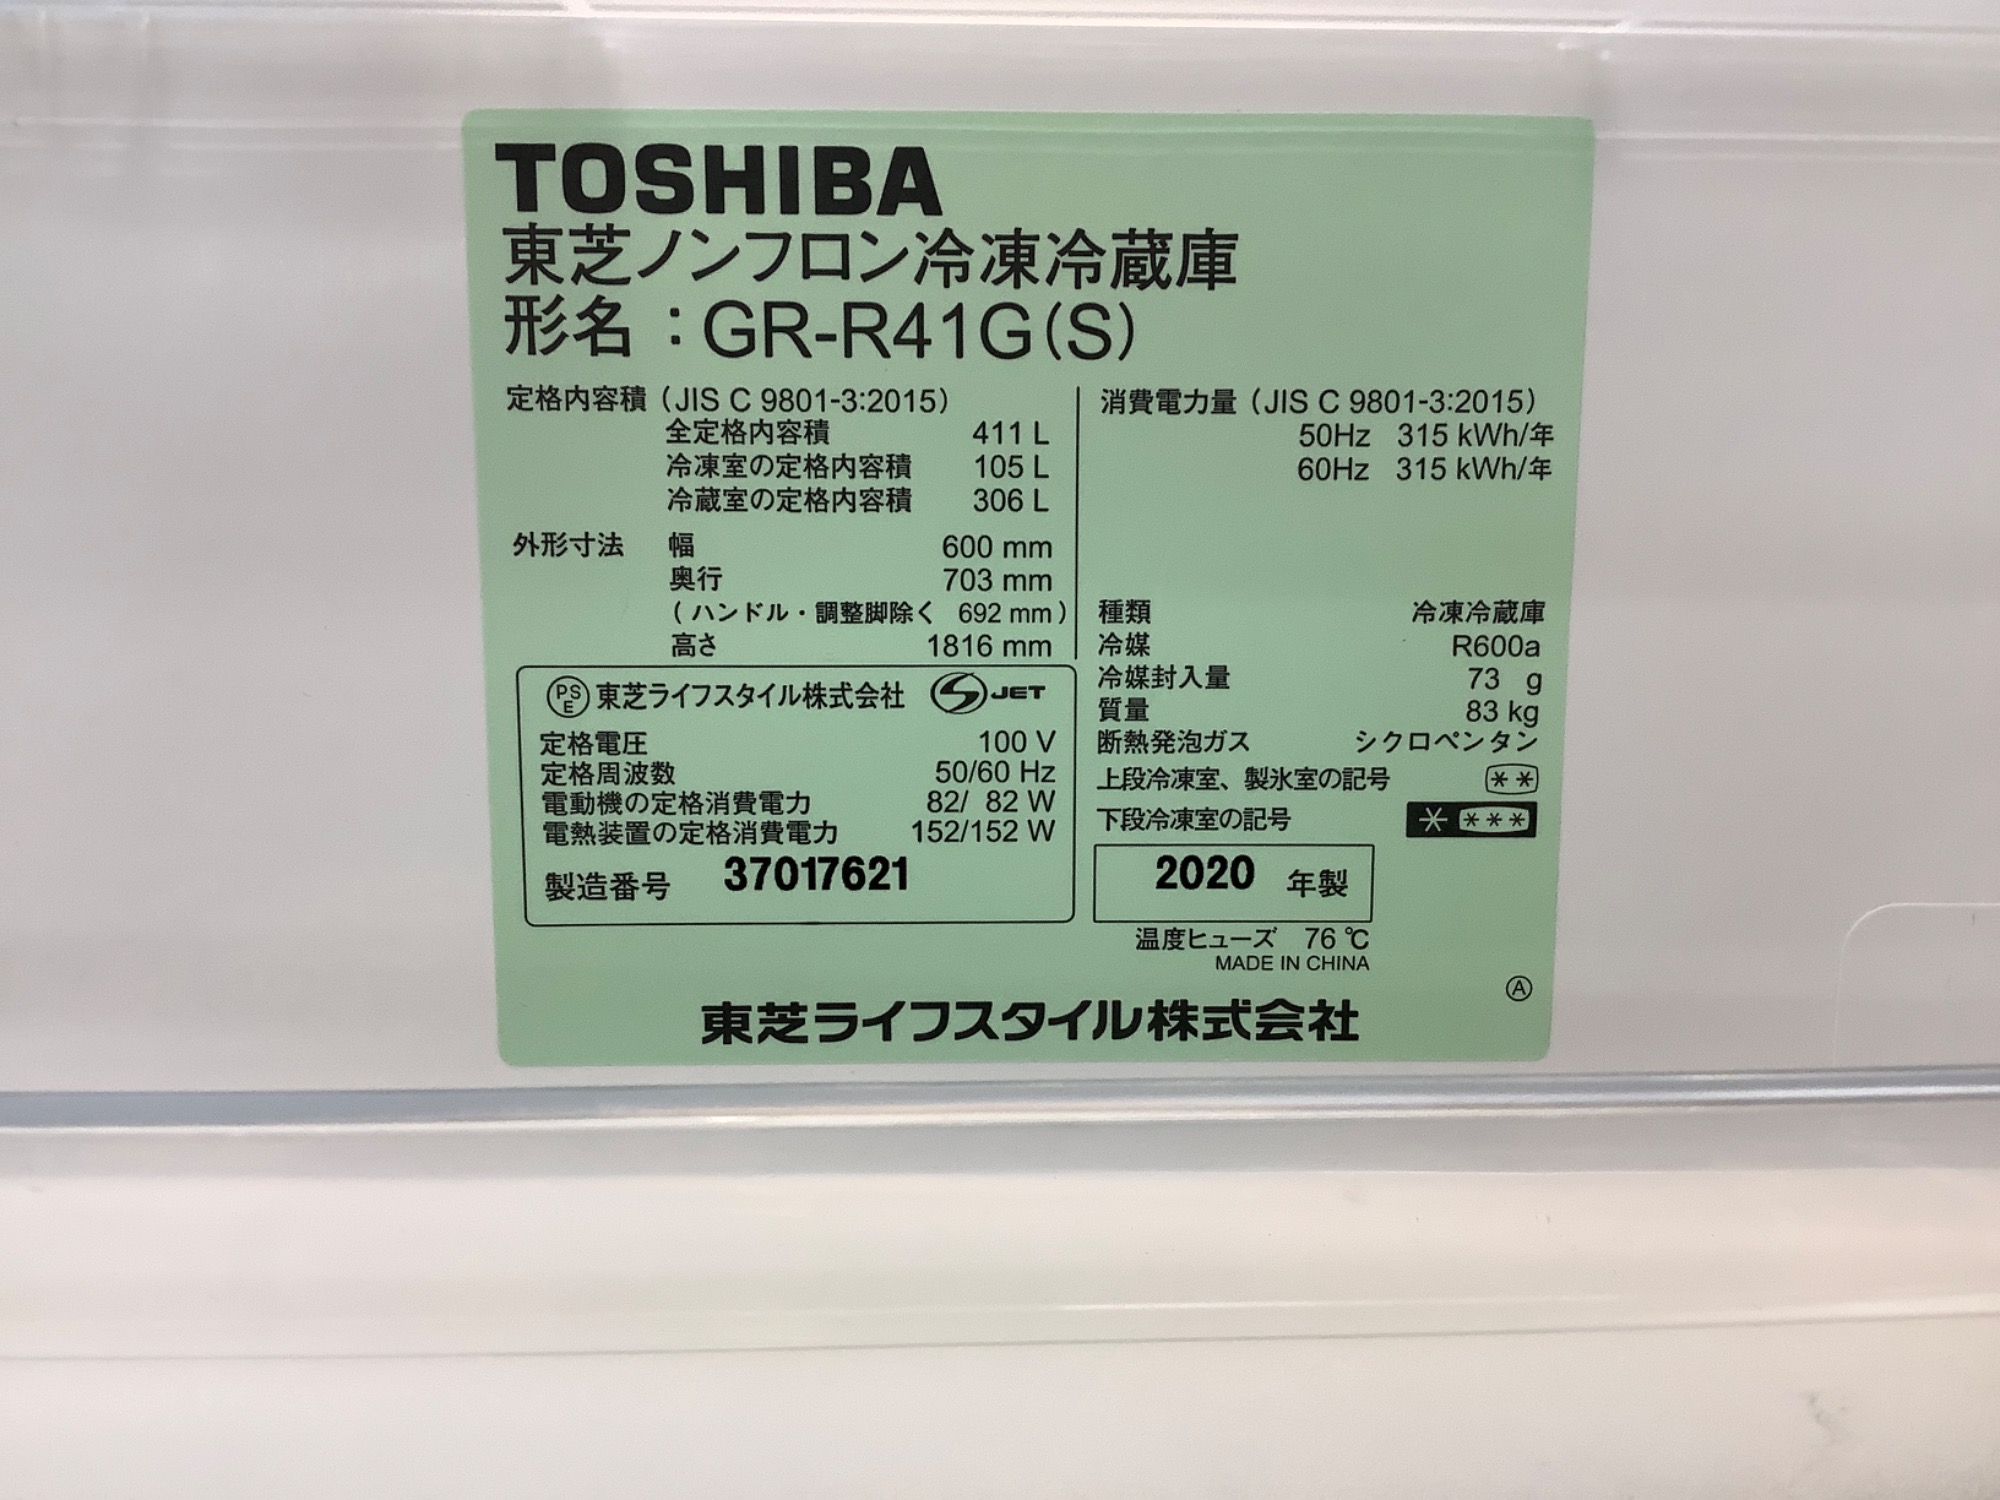 TOSHIBA
東芝ノンフロン冷凍冷蔵庫
形名：GR-R41G(S)
定格内容積（JIS C 9801-3:2015）
全定格内容積 411 L
冷凍室の定格内容積 105 L
冷蔵室の定格内容積 306 L
外形寸法 幅 600 mm
奥行 703 mm
（ハンドル・調整脚除く 692 mm）
高さ 1816 mm
消費電力量（JIS C 9801-3:2015）
50Hz 315 kWh/年
60Hz 315 kWh/年
種類 冷凍冷蔵庫
冷媒 R600a
冷媒封入量 73 g
質量 83 kg
断熱発泡ガス シクロペンタン
上段冷凍室、製氷室の記号 **
下段冷凍室の記号 * ***
PSE 東芝ライフスタイル株式会社 S JET
定格電圧 100 V
定格周波数 50/60 Hz
電動機の定格消費電力 82/ 82 W
電熱装置の定格消費電力 152/152 W
製造番号 37017621
2020 年製
温度ヒューズ 76 ℃
MADE IN CHINA
Ⓐ
東芝ライフスタイル株式会社